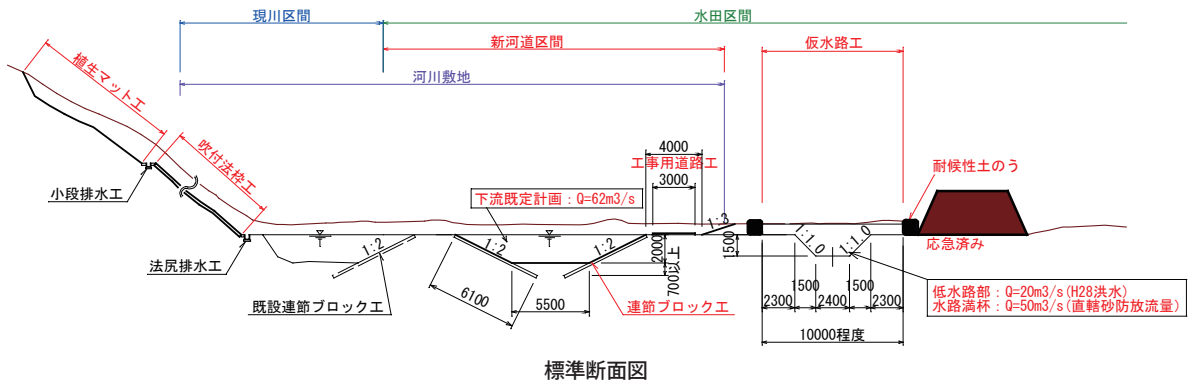 現川区間
水田区間
新河道区間
仮水路工
河川敷地
植生マット工
吹付法枠工
小段排水工
法尻排水工
4000
工事用道路工
3000
耐候性土のう
下流既定計画：Q=62m3/s
1:2
1:2
1:2
1:3
2000
700以上
1500
1:1.0
1:1.0
応急済み
6100
5500
既設連節ブロック工
連節ブロック工
1500
1500
2300
2400
2300
10000程度
低水路部：Q=20m3/s(H28洪水)
水路満杯：Q=50m3/s(直轄砂防放流量)
標準断面図